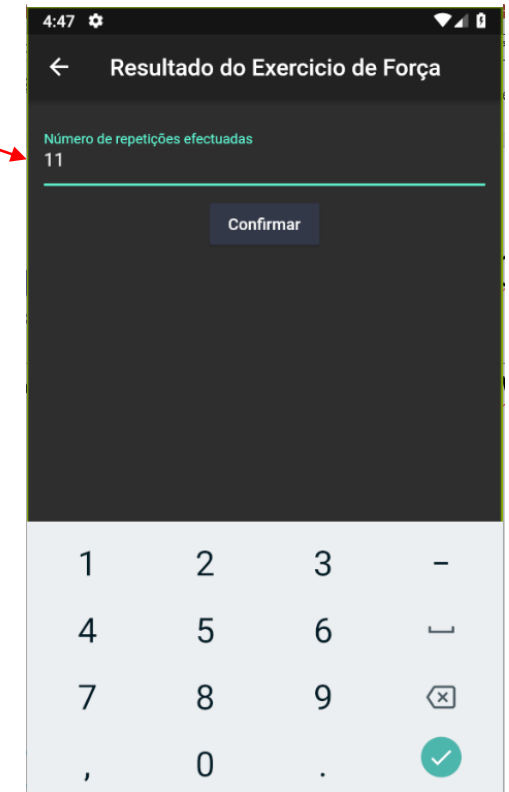 4:47
Resultado do Exercicio de Força
Número de repetições efectuadas
11
Confirmar
1 2 3 -
4 5 6
7 8 9
, 0 .